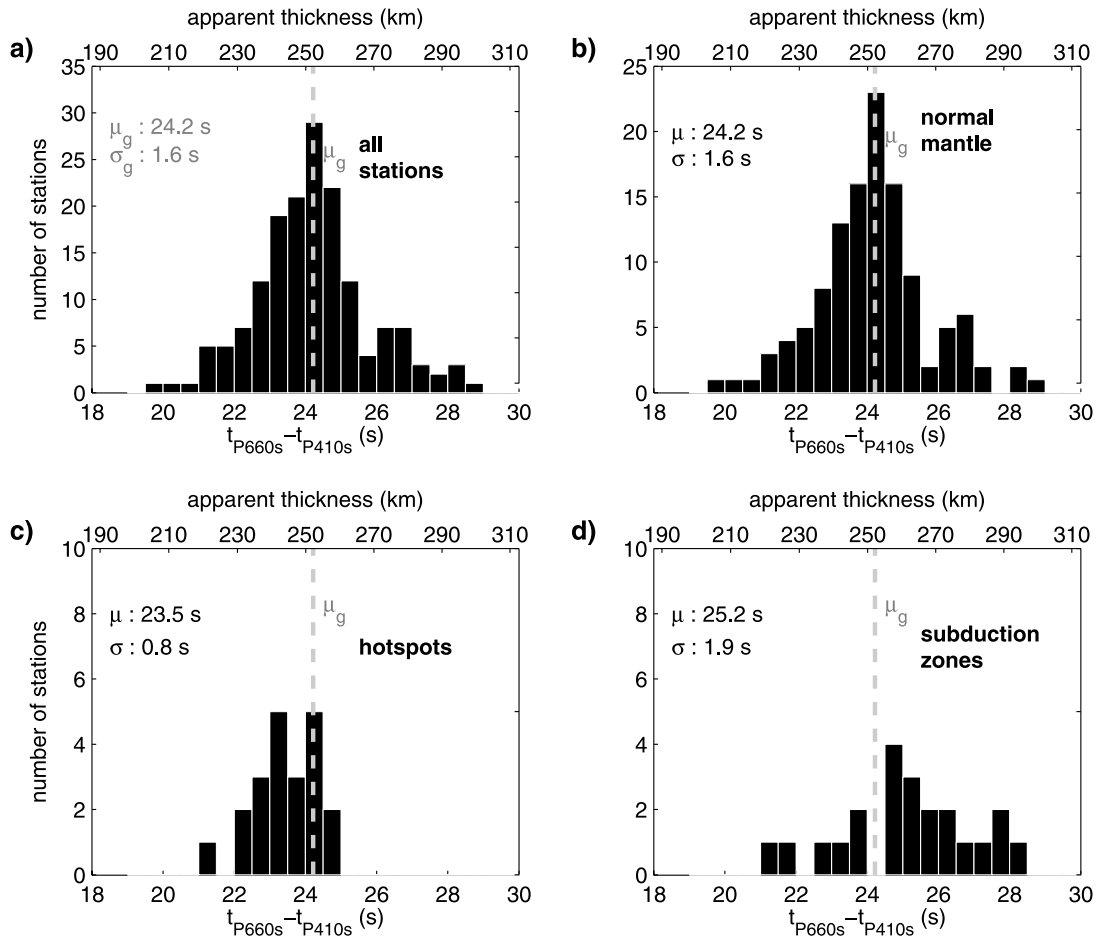 apparent thickness (km)
190 210 230 250 270 290 310
a)
35
30
25
20
15
10
5
0
number of stations
μg : 24.2 s
σg : 1.6 s
μg
all
stations
18 20 22 24 26 28 30
tP660s–tP410s (s)
apparent thickness (km)
190 210 230 250 270 290 310
b)
25
20
15
10
5
0
μ : 24.2 s
σ : 1.6 s
μg
normal
mantle
18 20 22 24 26 28 30
tP660s–tP410s (s)
apparent thickness (km)
190 210 230 250 270 290 310
c)
10
8
6
4
2
0
number of stations
μ : 23.5 s
σ : 0.8 s
μg
hotspots
18 20 22 24 26 28 30
tP660s–tP410s (s)
apparent thickness (km)
190 210 230 250 270 290 310
d)
10
8
6
4
2
0
μ : 25.2 s
σ : 1.9 s
μg
subduction
zones
18 20 22 24 26 28 30
tP660s–tP410s (s)